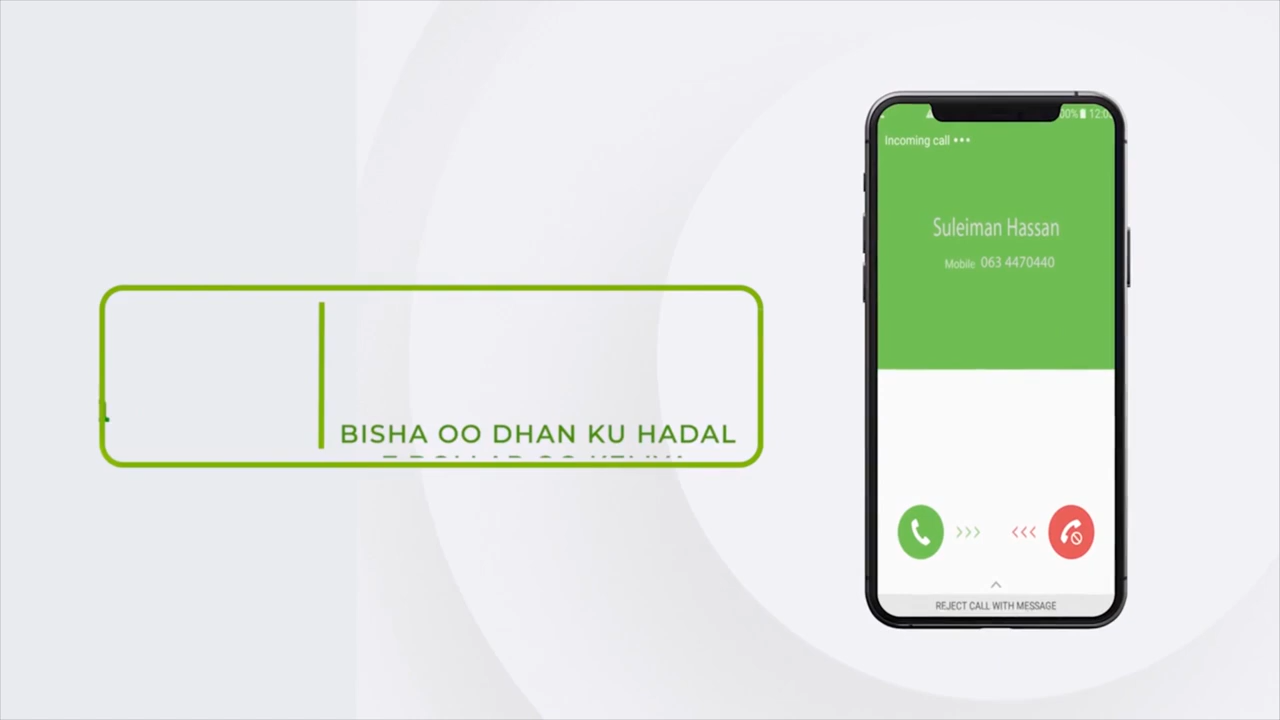 BISHA OO DHAN KU HADAL
Incoming call •••
Suleiman Hassan
Mobile 063 4470440
REJECT CALL WITH MESSAGE